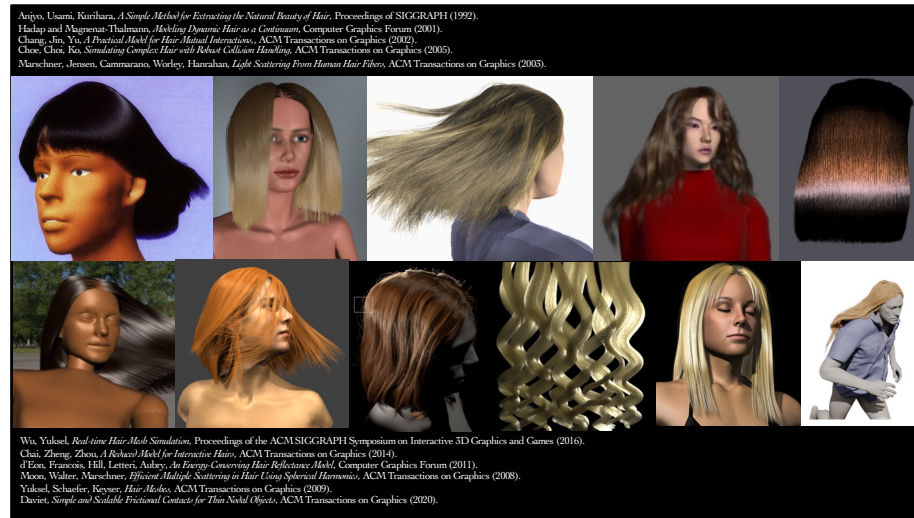 Anjyo, Usami, Kurihara, A Simple Method for Extracting the Natural Beauty of Hair, Proceedings of SIGGRAPH (1992).
Hadap and Magnenat-Thalmann, Modeling Dynamic Hair as a Continuum, Computer Graphics Forum (2001).
Chang, Jin, Yu, A Practical Model for Hair Mutual Interactions,, ACM Transactions on Graphics (2002).
Choe, Choi, Ko, Simulating Complex Hair with Robust Collision Handling, ACM Transactions on Graphics (2005).
Marschner, Jensen, Cammarano, Worley, Hanrahan, Light Scattering From Human Hair Fibers, ACM Transactions on Graphics (2003).
Wu, Yuksel, Real-time Hair Mesh Simulation, Proceedings of the ACM SIGGRAPH Symposium on Interactive 3D Graphics and Games (2016).
Chai, Zheng, Zhou, A Reduced Model for Interactive Hairs, ACM Transactions on Graphics (2014).
d'Eon, Francois, Hill, Letteri, Aubry, An Energy-Conserving Hair Reflectance Model, Computer Graphics Forum (2011).
Moon, Walter, Marschner, Efficient Multiple Scattering in Hair Using Spherical Harmonics, ACM Transactions on Graphics (2008).
Yuksel, Schaefer, Keyser, Hair Meshes, ACM Transactions on Graphics (2009).
Daviet, Simple and Scalable Frictional Contacts for Thin Nodal Objects, ACM Transactions on Graphics (2020).